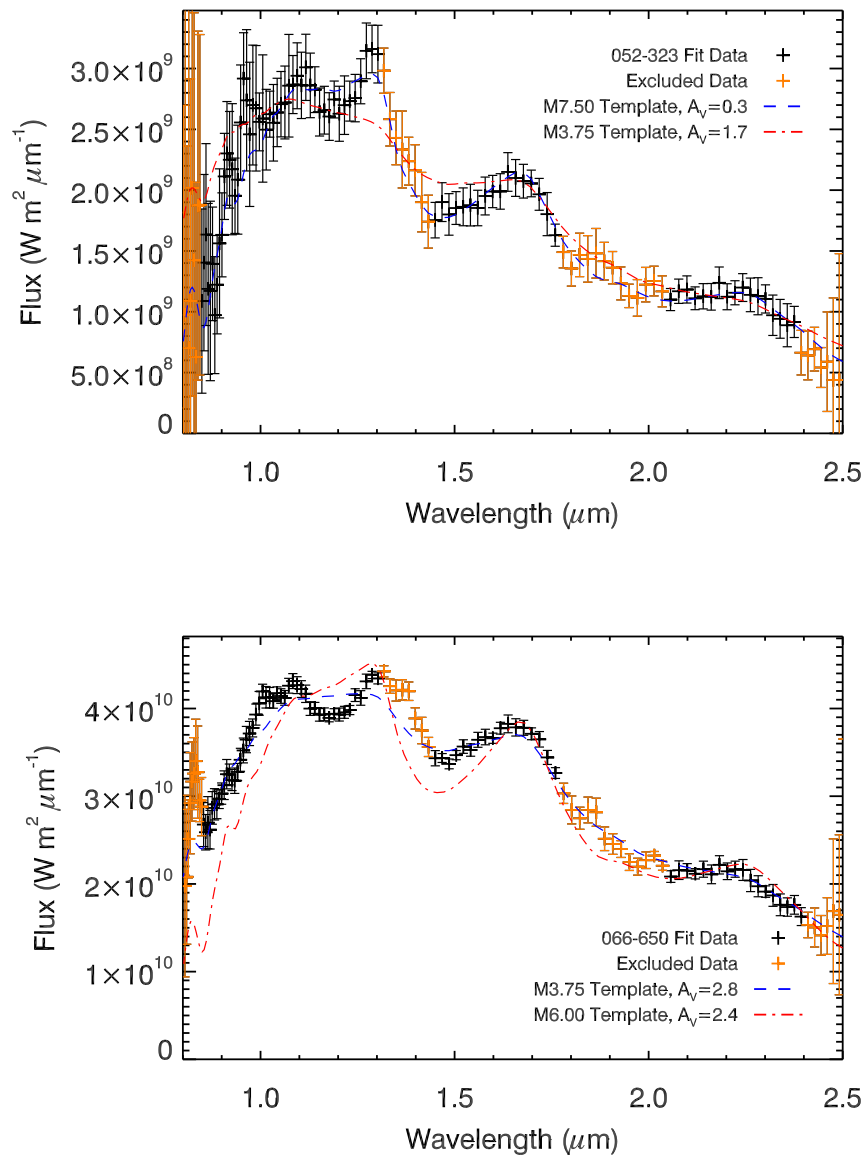 052-323 Fit Data
Excluded Data
M7.50 Template, A_V=0.3
M3.75 Template, A_V=1.7
3.0×10⁹
2.5×10⁹
2.0×10⁹
1.5×10⁹
1.0×10⁹
5.0×10⁸
0
Flux (W m² μm⁻¹)
1.0 1.5 2.0 2.5
Wavelength (μm)
4×10¹⁰
3×10¹⁰
2×10¹⁰
1×10¹⁰
0
Flux (W m² μm⁻¹)
066-650 Fit Data
Excluded Data
M3.75 Template, A_V=2.8
M6.00 Template, A_V=2.4
1.0 1.5 2.0 2.5
Wavelength (μm)